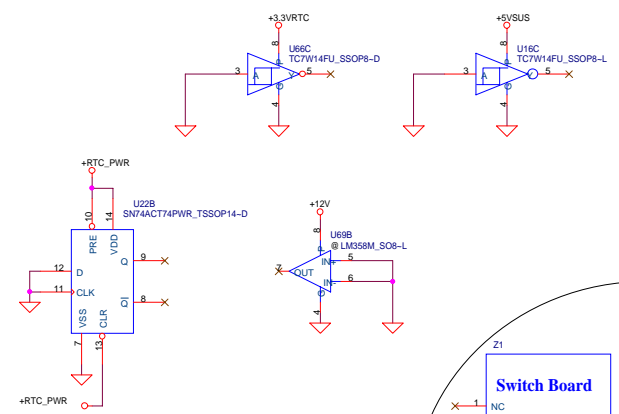 +3.3VRTC
8
U66C
TC7W14FU_SSOP8~D
P
3
A
Y
5
G
4
+5VSUS
8
U16C
TC7W14FU_SSOP8~L
P
3
A
Y
5
G
4
+RTC_PWR
U22B
SN74ACT74PWR_TSSOP14~D
10
14
PRE
VDD
12
D
Q
9
11
CLK
Q
8
VSS
CLR
7
13
+RTC_PWR
+12V
8
U69B
@ LM358M_SO8~L
P
7
OUT
IN+
5
IN-
6
G
4
Z1
Switch Board
1
NC